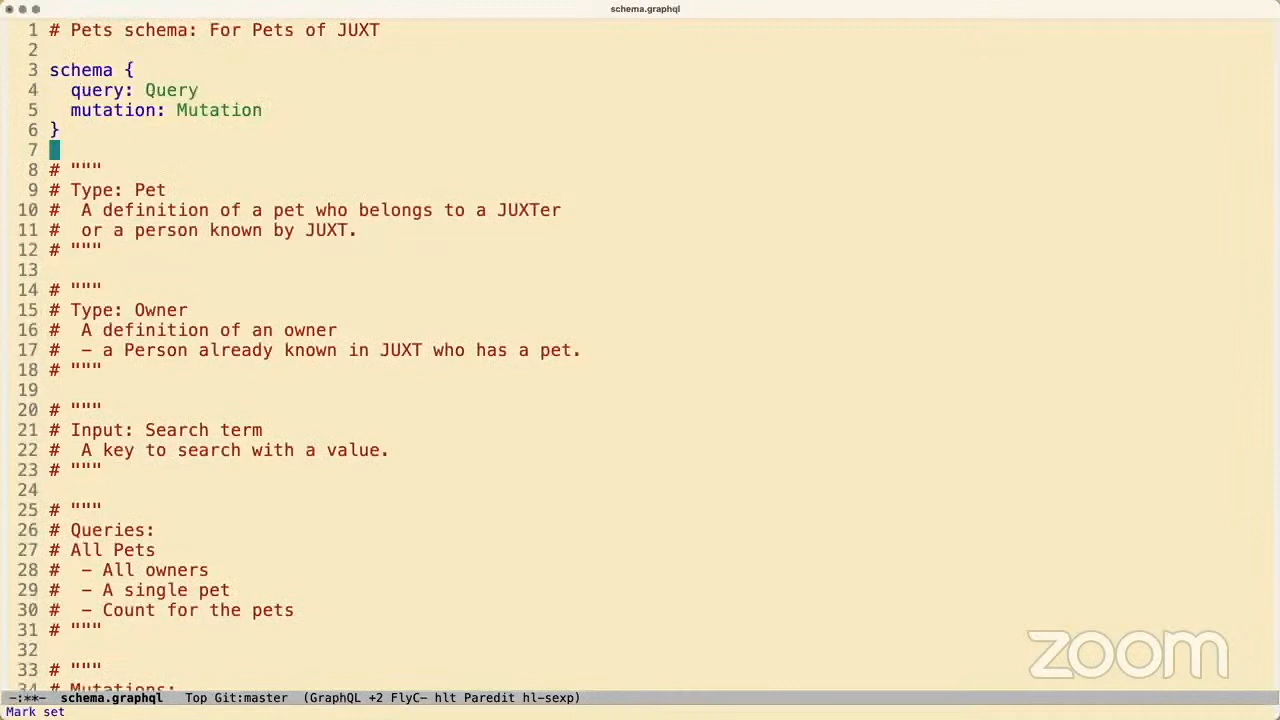 schema.graphql
1 # Pets schema: For Pets of JUXT
2
3 schema {
4   query: Query
5   mutation: Mutation
6 }
7
8 # """
9 # Type: Pet
10 #  A definition of a pet who belongs to a JUXTer
11 #  or a person known by JUXT.
12 # """
13
14 # """
15 # Type: Owner
16 #  A definition of an owner
17 #  - a Person already known in JUXT who has a pet.
18 # """
19
20 # """
21 # Input: Search term
22 #  A key to search with a value.
23 # """
24
25 # """
26 # Queries:
27 # All Pets
28 #  - All owners
29 #  - A single pet
30 #  - Count for the pets
31 # """
32
33 # """
34 # Mutations:
zoom
-:**-  schema.graphql  Top Git:master  (GraphQL +2 FlyC- hlt Paredit hl-sexp)
Mark set